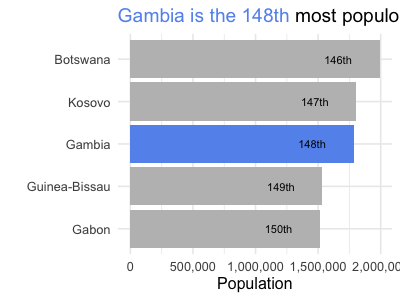 Gambia is the 148th most populo
Botswana 146th
Kosovo 147th
Gambia 148th
Guinea-Bissau 149th
Gabon 150th
0 500,000 1,000,000 1,500,000 2,000,00
Population